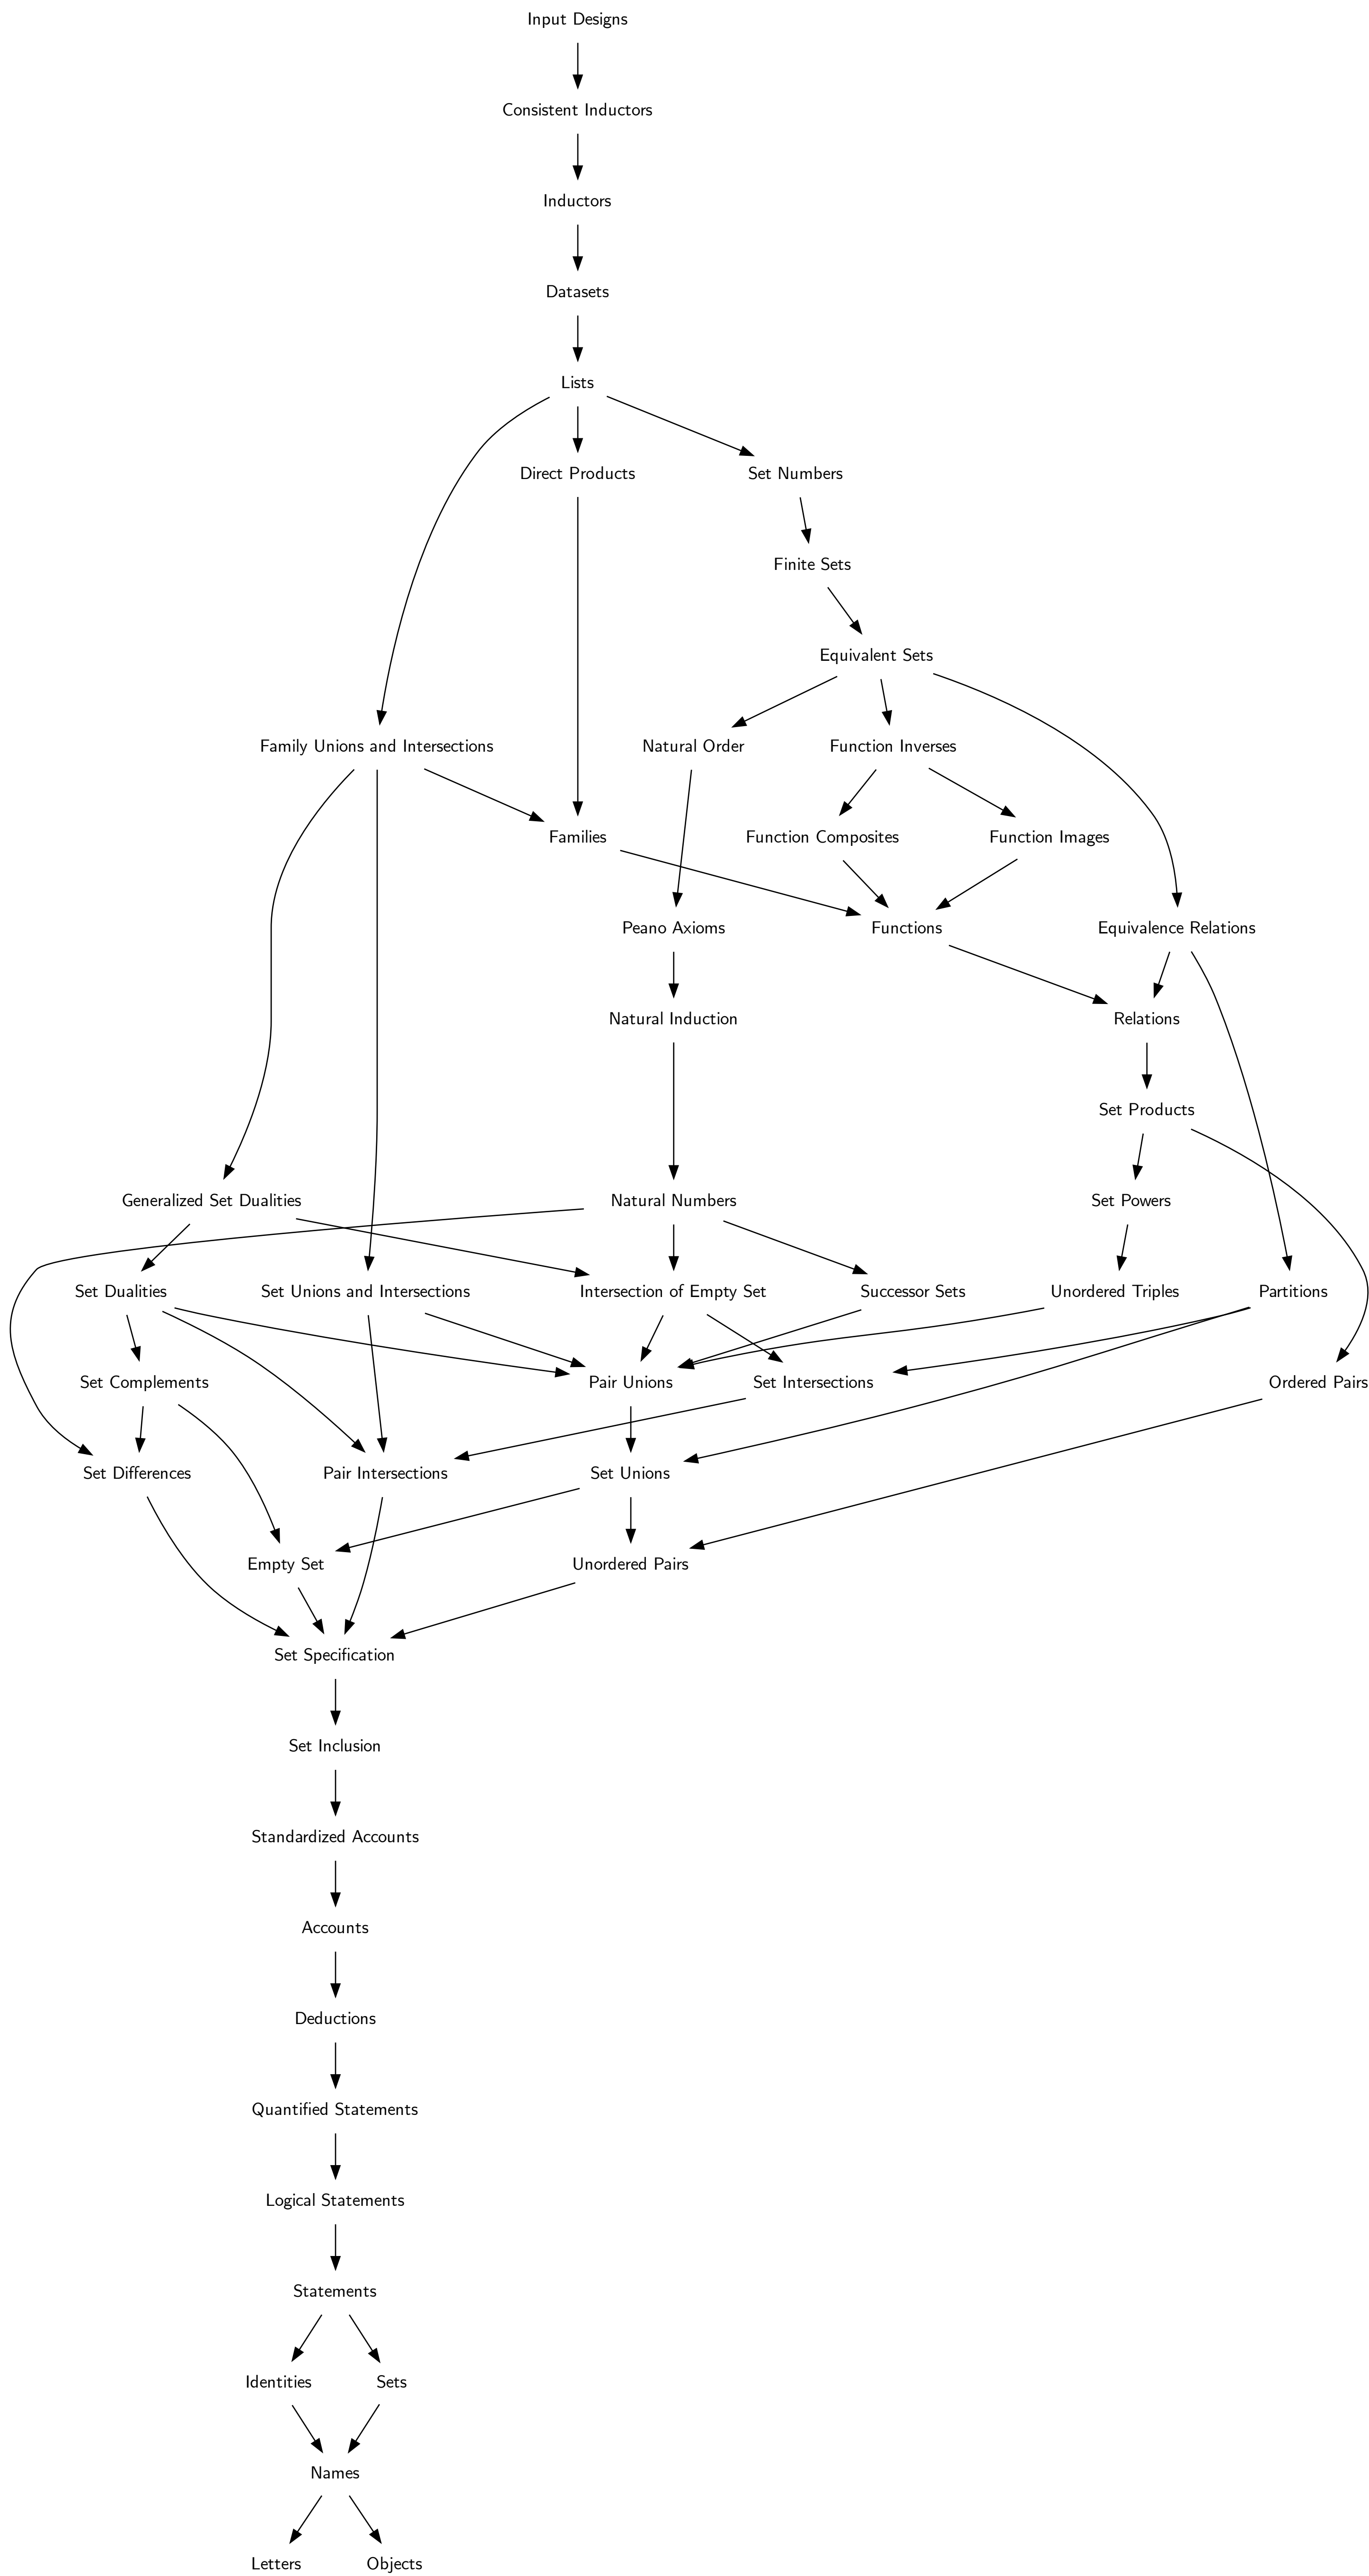 Input Designs
Consistent Inductors
Inductors
Datasets
Lists
Direct Products
Set Numbers
Finite Sets
Equivalent Sets
Family Unions and Intersections
Natural Order
Function Inverses
Families
Function Composites
Function Images
Peano Axioms
Functions
Equivalence Relations
Natural Induction
Relations
Set Products
Generalized Set Dualities
Natural Numbers
Set Powers
Set Dualities
Set Unions and Intersections
Intersection of Empty Set
Successor Sets
Unordered Triples
Partitions
Set Complements
Pair Unions
Set Intersections
Ordered Pairs
Set Differences
Pair Intersections
Set Unions
Empty Set
Unordered Pairs
Set Specification
Set Inclusion
Standardized Accounts
Accounts
Deductions
Quantified Statements
Logical Statements
Statements
Identities
Sets
Names
Letters
Objects